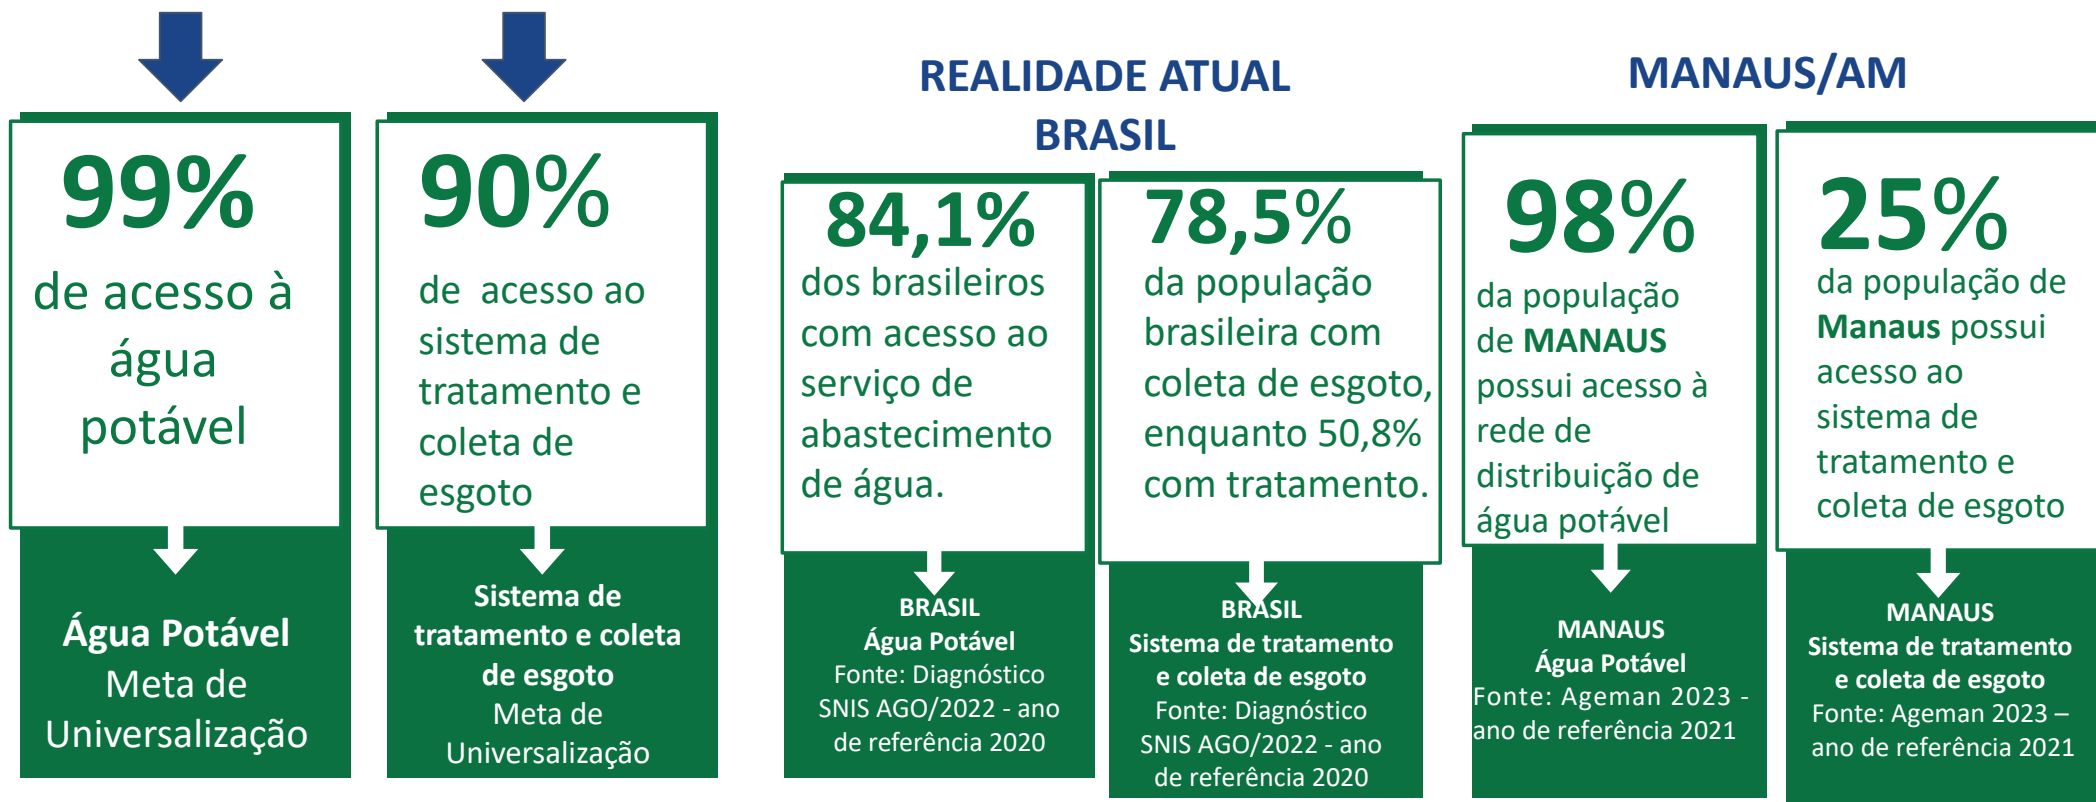 99%
de acesso à
água
potável
Água Potável
Meta de
Universalização
90%
de acesso ao
sistema de
tratamento e
coleta de
esgoto
Sistema de
tratamento e coleta
de esgoto
Meta de
Universalização
REALIDADE ATUAL
BRASIL
84,1%
dos brasileiros
com acesso ao
serviço de
abastecimento
de água.
BRASIL
Água Potável
Fonte: Diagnóstico
SNIS AGO/2022 - ano
de referência 2020
78,5%
da população
brasileira com
coleta de esgoto,
enquanto 50,8%
com tratamento.
BRASIL
Sistema de tratamento
e coleta de esgoto
Fonte: Diagnóstico
SNIS AGO/2022 - ano
de referência 2020
MANAUS/AM
98%
da população
de MANAUS
possui acesso à
rede de
distribuição de
água potável
MANAUS
Água Potável
Fonte: Ageman 2023 -
ano de referência 2021
25%
da população de
Manaus possui
acesso ao
sistema de
tratamento e
coleta de esgoto
MANAUS
Sistema de tratamento
e coleta de esgoto
Fonte: Ageman 2023 –
ano de referência 2021